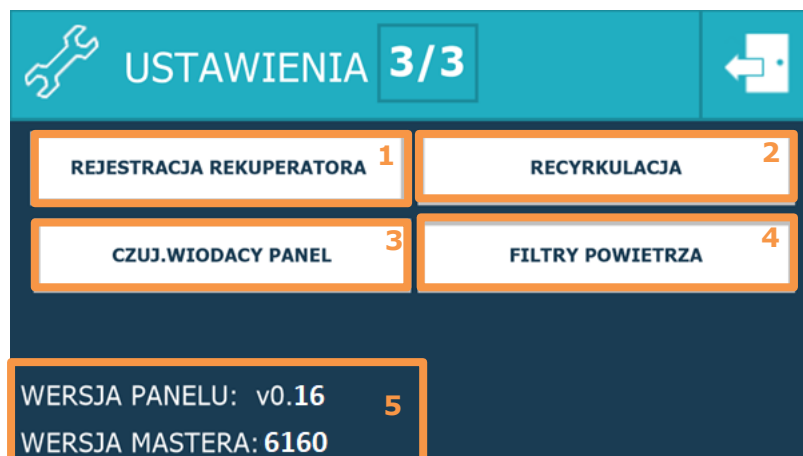 USTAWIENIA 3/3
REJESTRACJA REKUPERATORA 1
RECYRKULACJA 2
CZUJ.WIODACY PANEL 3
FILTRY POWIETRZA 4
WERSJA PANELU: v0.16 5
WERSJA MASTERA: 6160